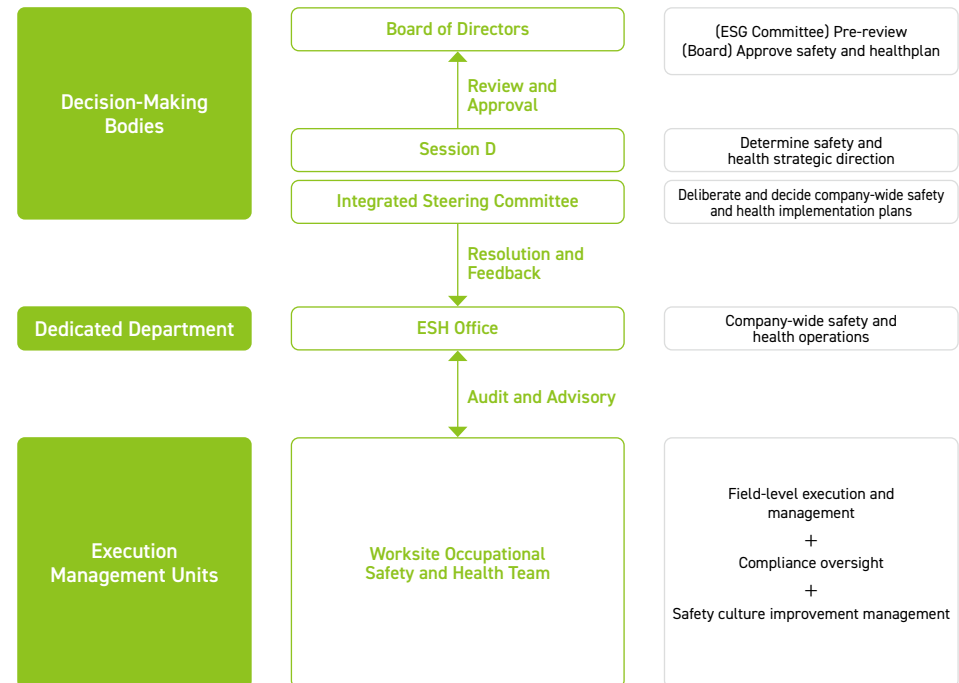 Decision-Making
Bodies
Board of Directors
(ESG Committee) Pre-review
(Board) Approve safety and healthplan
Review and
Approval
Session D
Determine safety and
health strategic direction
Integrated Steering Committee
Deliberate and decide company-wide safety
and health implementation plans
Resolution and
Feedback
Dedicated Department
ESH Office
Company-wide safety and
health operations
Audit and Advisory
Execution
Management Units
Worksite Occupational
Safety and Health Team
Field-level execution and
management
+
Compliance oversight
+
Safety culture improvement management